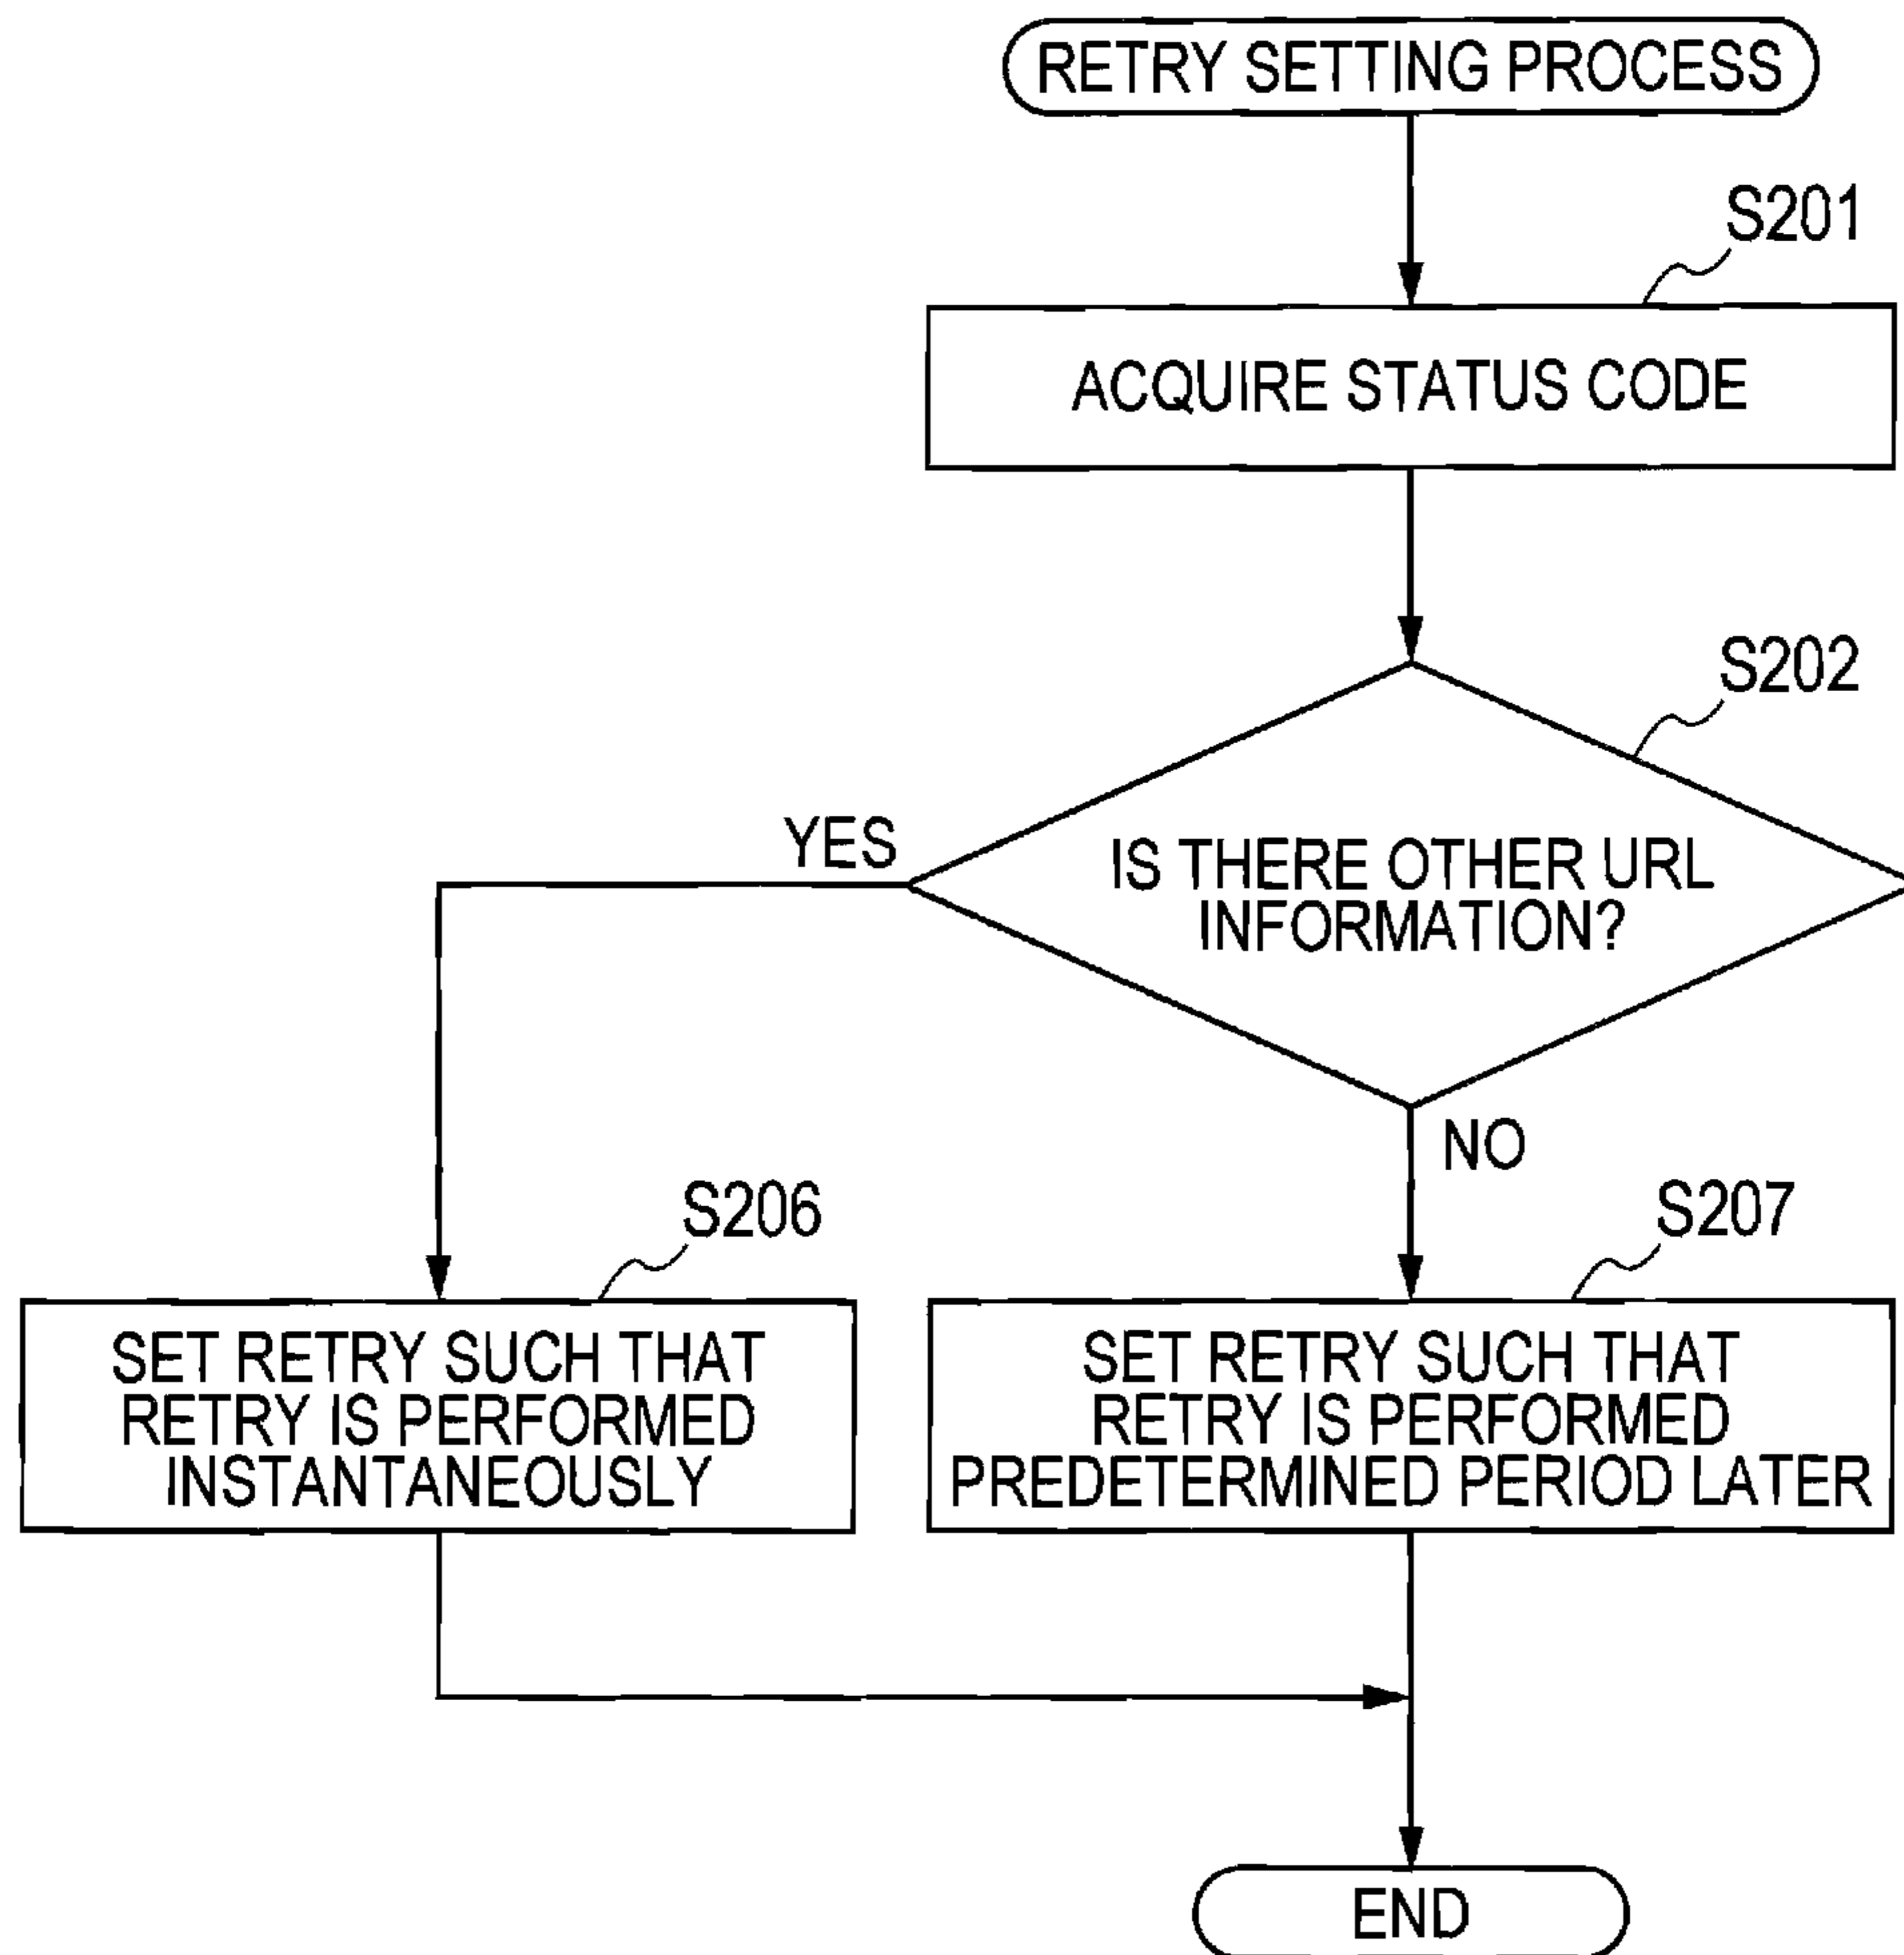 RETRY SETTING PROCESS
S201
ACQUIRE STATUS CODE
S202
YES
IS THERE OTHER URL
INFORMATION?
NO
S206
S207
SET RETRY SUCH THAT
RETRY IS PERFORMED
INSTANTANEOUSLY
SET RETRY SUCH THAT
RETRY IS PERFORMED
PREDETERMINED PERIOD LATER
END